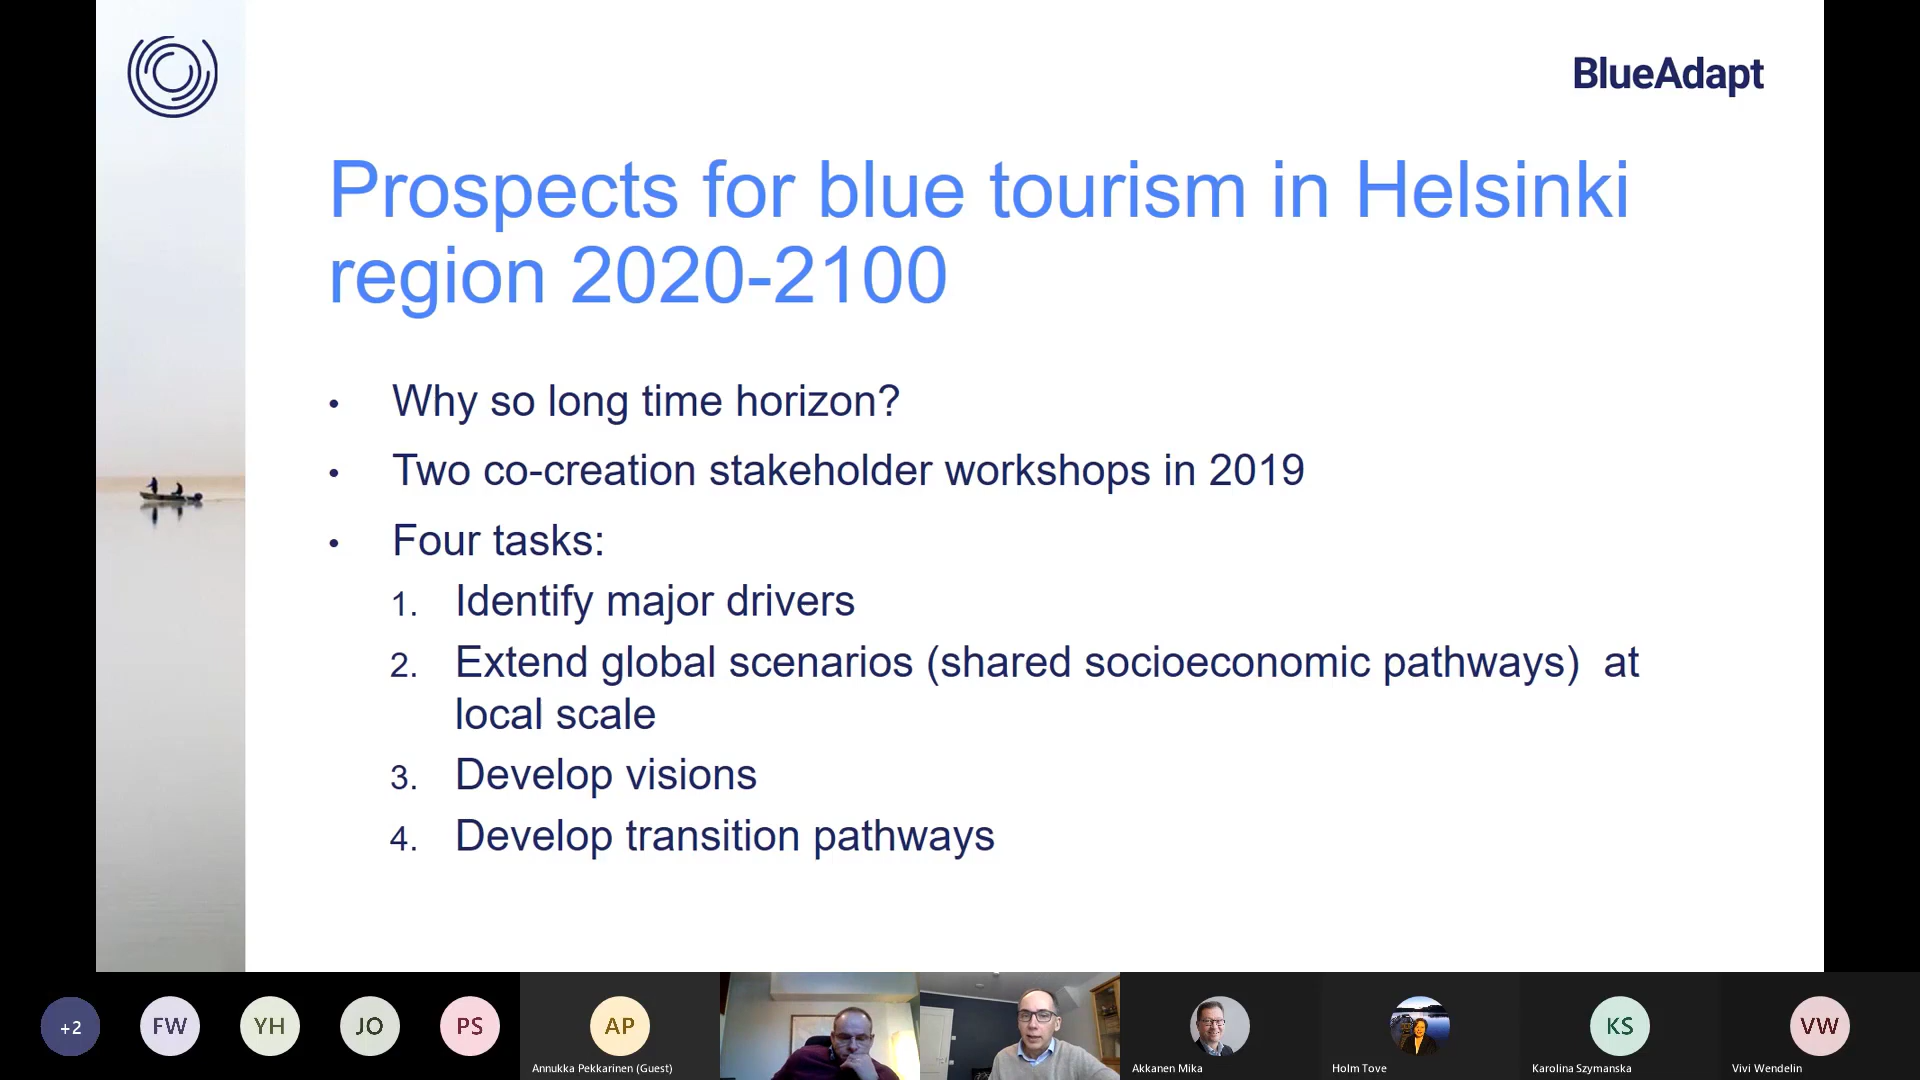 BlueAdapt
Prospects for blue tourism in Helsinki
region 2020-2100
• Why so long time horizon?
• Two co-creation stakeholder workshops in 2019
• Four tasks:
1. Identify major drivers
2. Extend global scenarios (shared socioeconomic pathways) at
local scale
3. Develop visions
4. Develop transition pathways
+2
FW
YH
JO
PS
AP
Annukka Pekkarinen (Guest)
Akkanen Mika
Holm Tove
KS
Karolina Szymanska
VW
Vivi Wendelin